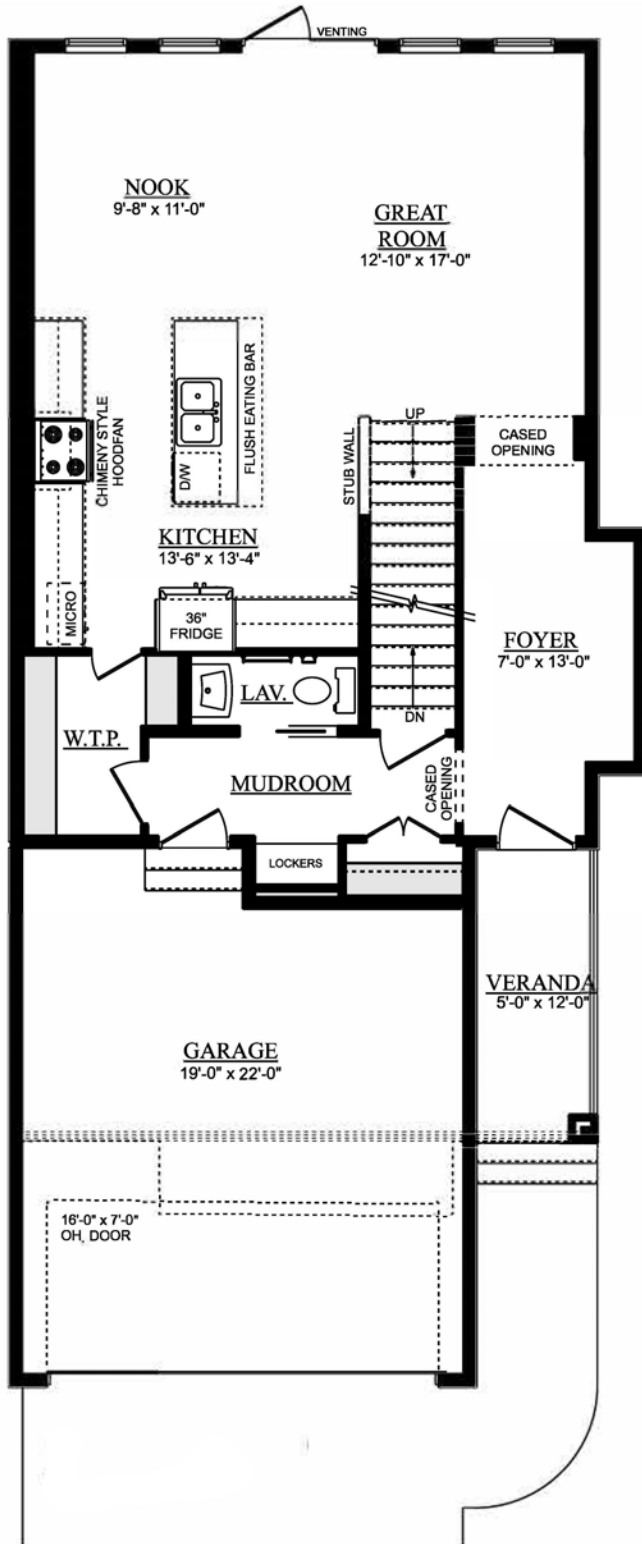 VENTING
NOOK
9'-8" x 11'-0"
GREAT
ROOM
12'-10" x 17'-0"
CHIMENY STYLE
HOODFAN
FLUSH EATING BAR
D/W
STUB WALL
UP
CASED
OPENING
KITCHEN
13'-6" x 13'-4"
MICRO
36"
FRIDGE
FOYER
7'-0" x 13'-0"
LAV.
DN
W.T.P.
MUDROOM
CASED
OPENING
LOCKERS
VERANDA
5'-0" x 12'-0"
GARAGE
19'-0" x 22'-0"
16'-0" x 7'-0"
OH, DOOR